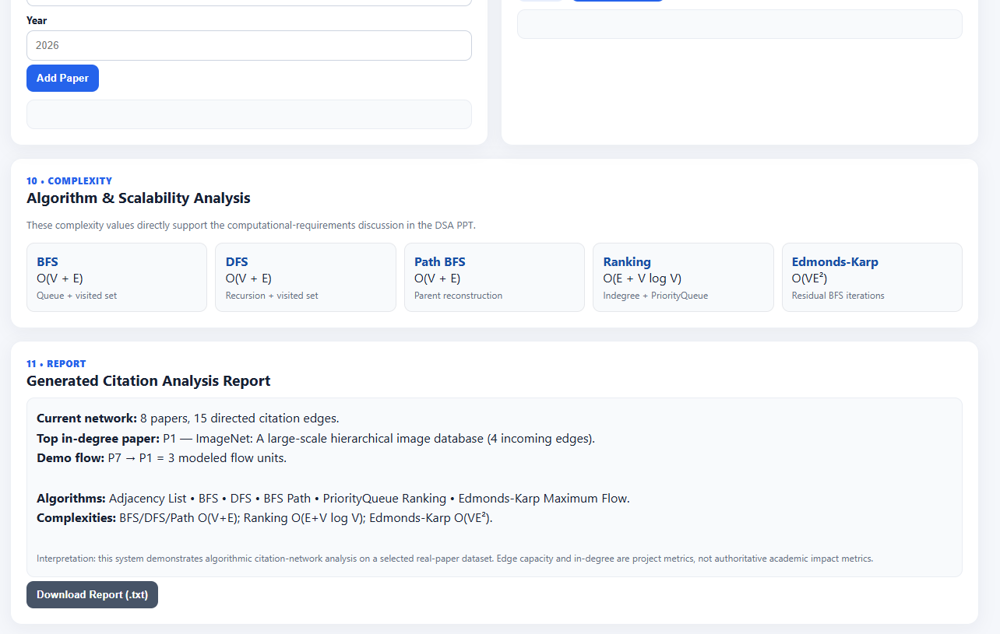 Year
2026
Add Paper
10 • COMPLEXITY
Algorithm & Scalability Analysis
These complexity values directly support the computational-requirements discussion in the DSA PPT.
BFS
O(V + E)
Queue + visited set
DFS
O(V + E)
Recursion + visited set
Path BFS
O(V + E)
Parent reconstruction
Ranking
O(E + V log V)
Indegree + PriorityQueue
Edmonds-Karp
O(VE²)
Residual BFS iterations
11 • REPORT
Generated Citation Analysis Report
Current network: 8 papers, 15 directed citation edges.
Top in-degree paper: P1 — ImageNet: A large-scale hierarchical image database (4 incoming edges).
Demo flow: P7 → P1 = 3 modeled flow units.
Algorithms: Adjacency List • BFS • DFS • BFS Path • PriorityQueue Ranking • Edmonds-Karp Maximum Flow.
Complexities: BFS/DFS/Path O(V+E); Ranking O(E+V log V); Edmonds-Karp O(VE²).
Interpretation: this system demonstrates algorithmic citation-network analysis on a selected real-paper dataset. Edge capacity and in-degree are project metrics, not authoritative academic impact metrics.
Download Report (.txt)